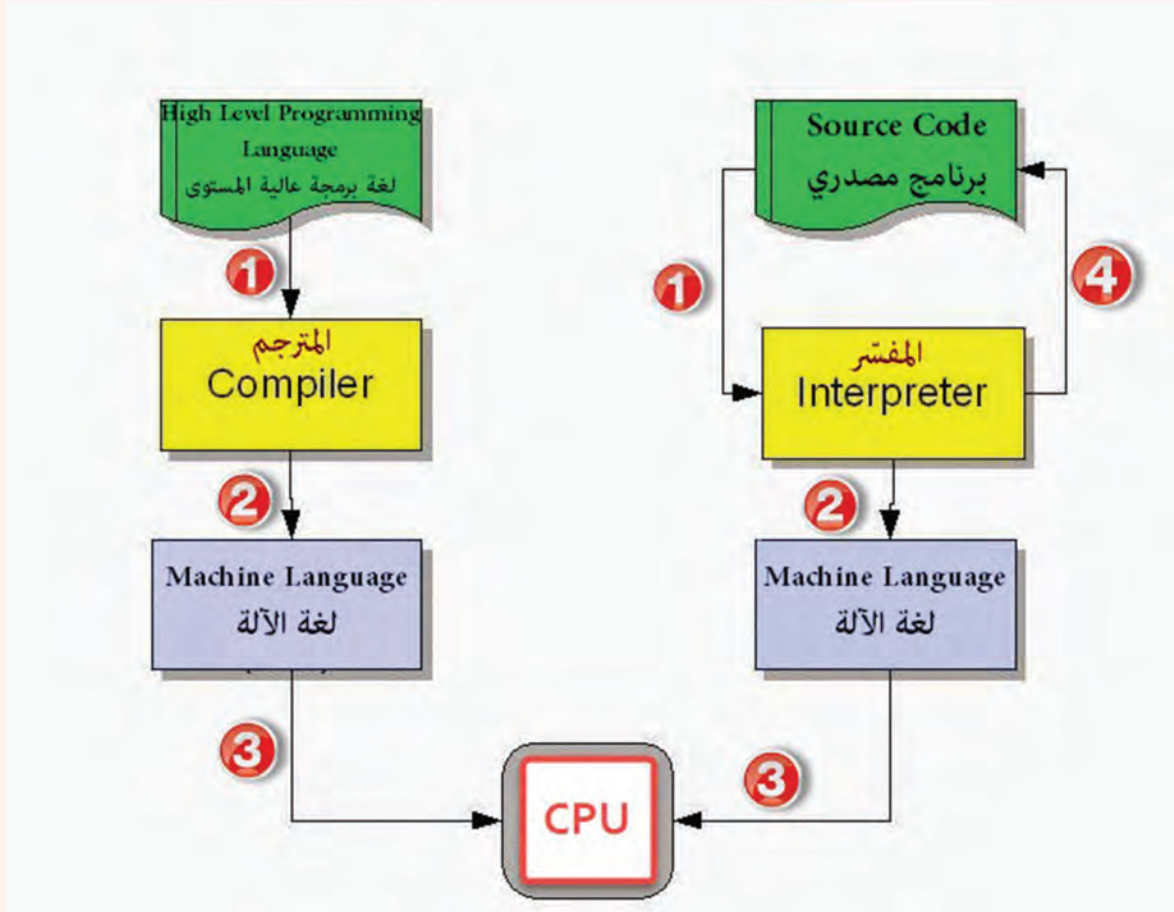 High Level Programming
Language
لغة برمجة عالية المستوى
1
المترجم
Compiler
2
Machine Language
لغة الآلة
3
Source Code
برنامج مصدري
1
4
المفسّر
Interpreter
2
Machine Language
لغة الآلة
3
CPU